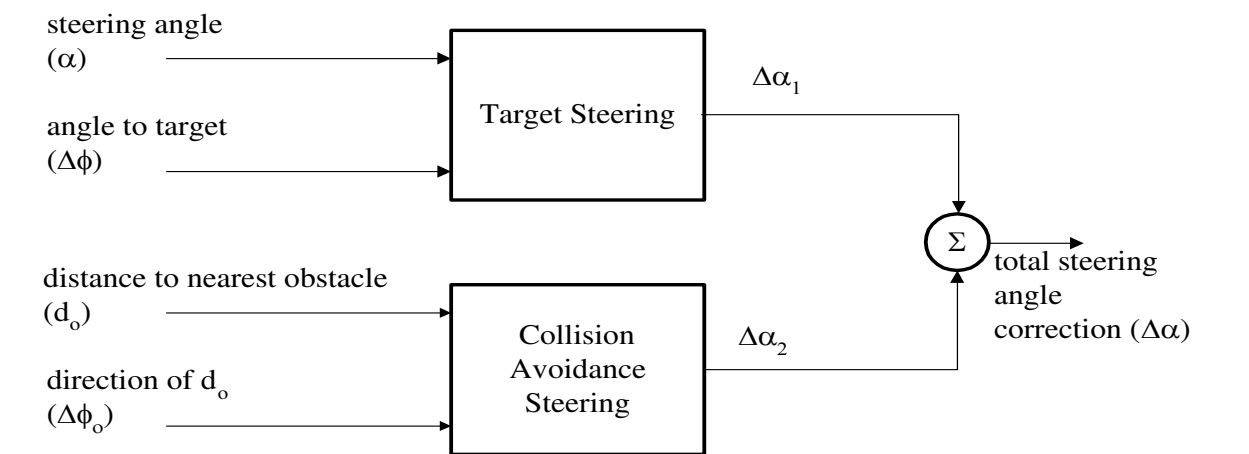 steering angle
(α)
Δα₁
Target Steering
angle to target
(Δϕ)
Σ
total steering
angle
correction (Δα)
distance to nearest obstacle
(dₒ)
Collision
Avoidance
Steering
Δα₂
direction of dₒ
(Δϕₒ)